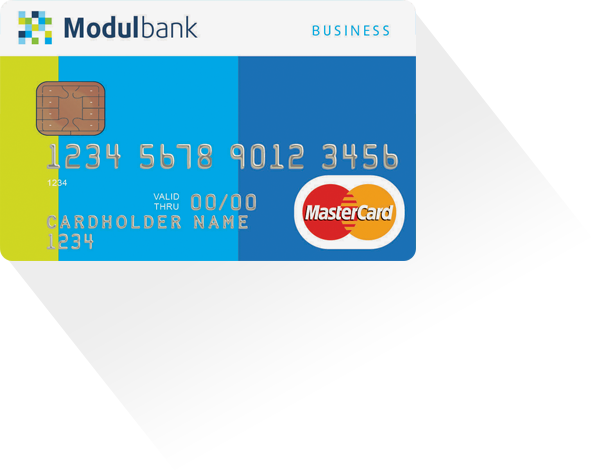 Modulbank
BUSINESS
1234 5678 9012 3456
1234
VALID
THRU
00/00
CARDHOLDER NAME
1234
MasterCard